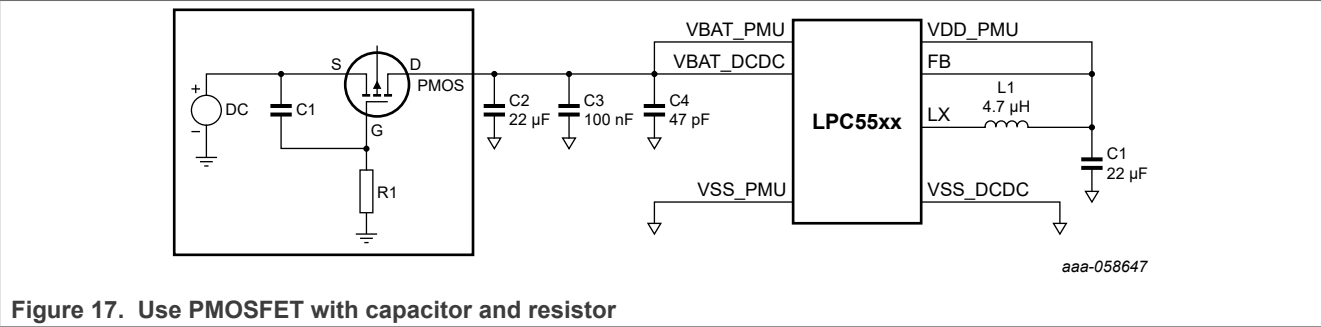 S
D
PMOS
G
+
DC
−
C1
R1
C2
22 μF
C3
100 nF
C4
47 pF
VBAT_PMU
VBAT_DCDC
VSS_PMU
LPC55xx
VDD_PMU
FB
L1
4.7 μH
LX
C1
22 μF
VSS_DCDC
aaa-058647
Figure 17. Use PMOSFET with capacitor and resistor